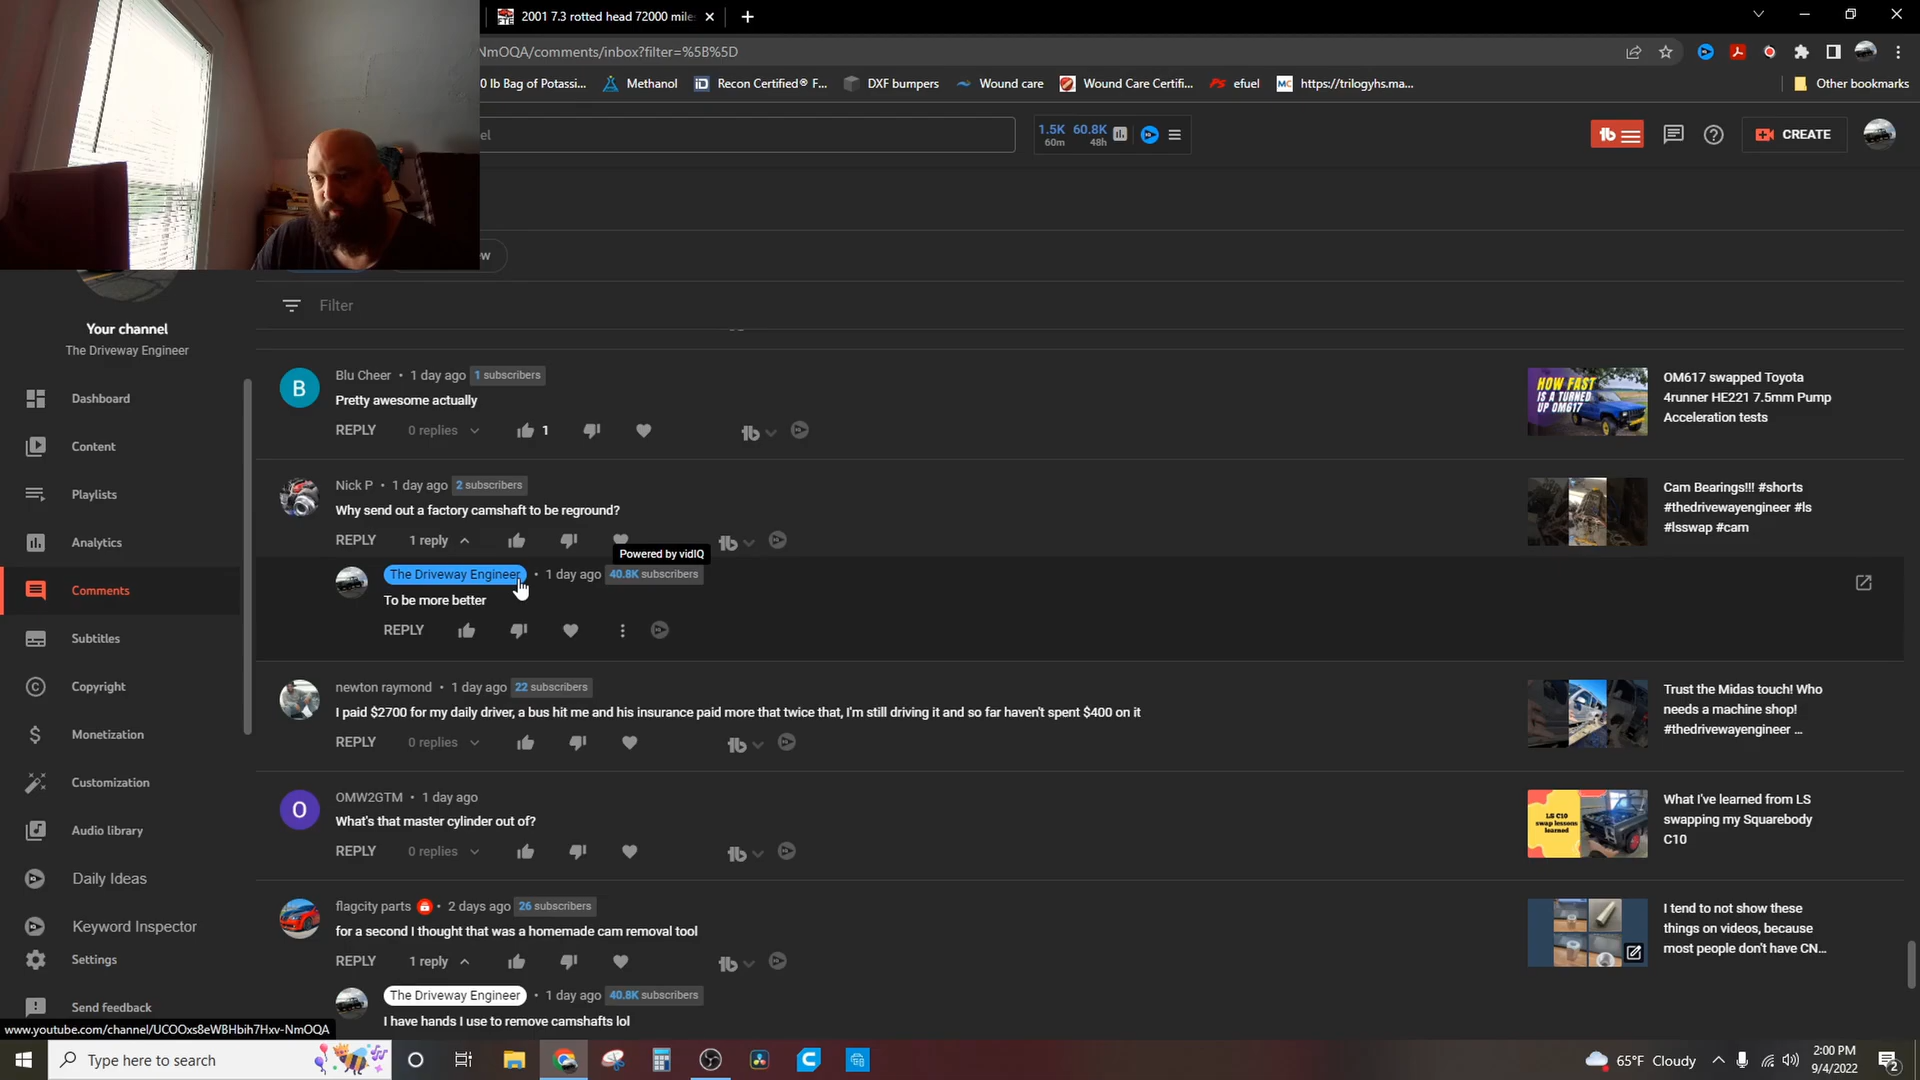 2001 7.3 rotted head 72000 mile
NmOQA/comments/inbox?filter=%5B%5D
0 lb Bag of Potassi...
Methanol
Recon Certified® F...
DXF bumpers
Wound care
Wound Care Certifi...
efuel
https://trilogyhs.ma...
Other bookmarks
el
1.5K 60.8K
60m 48h
CREATE
w
Filter
Your channel
The Driveway Engineer
Dashboard
Content
Playlists
Analytics
Comments
Subtitles
Copyright
Monetization
Customization
Audio library
Daily Ideas
Keyword Inspector
Settings
Send feedback
Blu Cheer • 1 day ago 1 subscribers
Pretty awesome actually
REPLY 0 replies 1
OM617 swapped Toyota
4runner HE221 7.5mm Pump
Acceleration tests
HOW FAST
IS A TURNED
UP OM617
Nick P • 1 day ago 2 subscribers
Why send out a factory camshaft to be reground?
REPLY 1 reply
Powered by vidIQ
Cam Bearings!!! #shorts
#thedrivewayengineer #ls
#lsswap #cam
The Driveway Engineer • 1 day ago 40.8K subscribers
To be more better
REPLY
newton raymond • 1 day ago 22 subscribers
I paid $2700 for my daily driver, a bus hit me and his insurance paid more that twice that, I'm still driving it and so far haven't spent $400 on it
REPLY 0 replies
Trust the Midas touch! Who
needs a machine shop!
#thedrivewayengineer ...
O
OMW2GTM • 1 day ago
What's that master cylinder out of?
REPLY 0 replies
LS C10
swap lessons
learned
What I've learned from LS
swapping my Squarebody
C10
flagcity parts • 2 days ago 26 subscribers
for a second I thought that was a homemade cam removal tool
REPLY 1 reply
I tend to not show these
things on videos, because
most people don't have CN...
The Driveway Engineer • 1 day ago 40.8K subscribers
I have hands I use to remove camshafts lol
www.youtube.com/channel/UCOOxs8eWBHbih7Hxv-NmOQA
Type here to search
65°F Cloudy
2:00 PM
9/4/2022
2